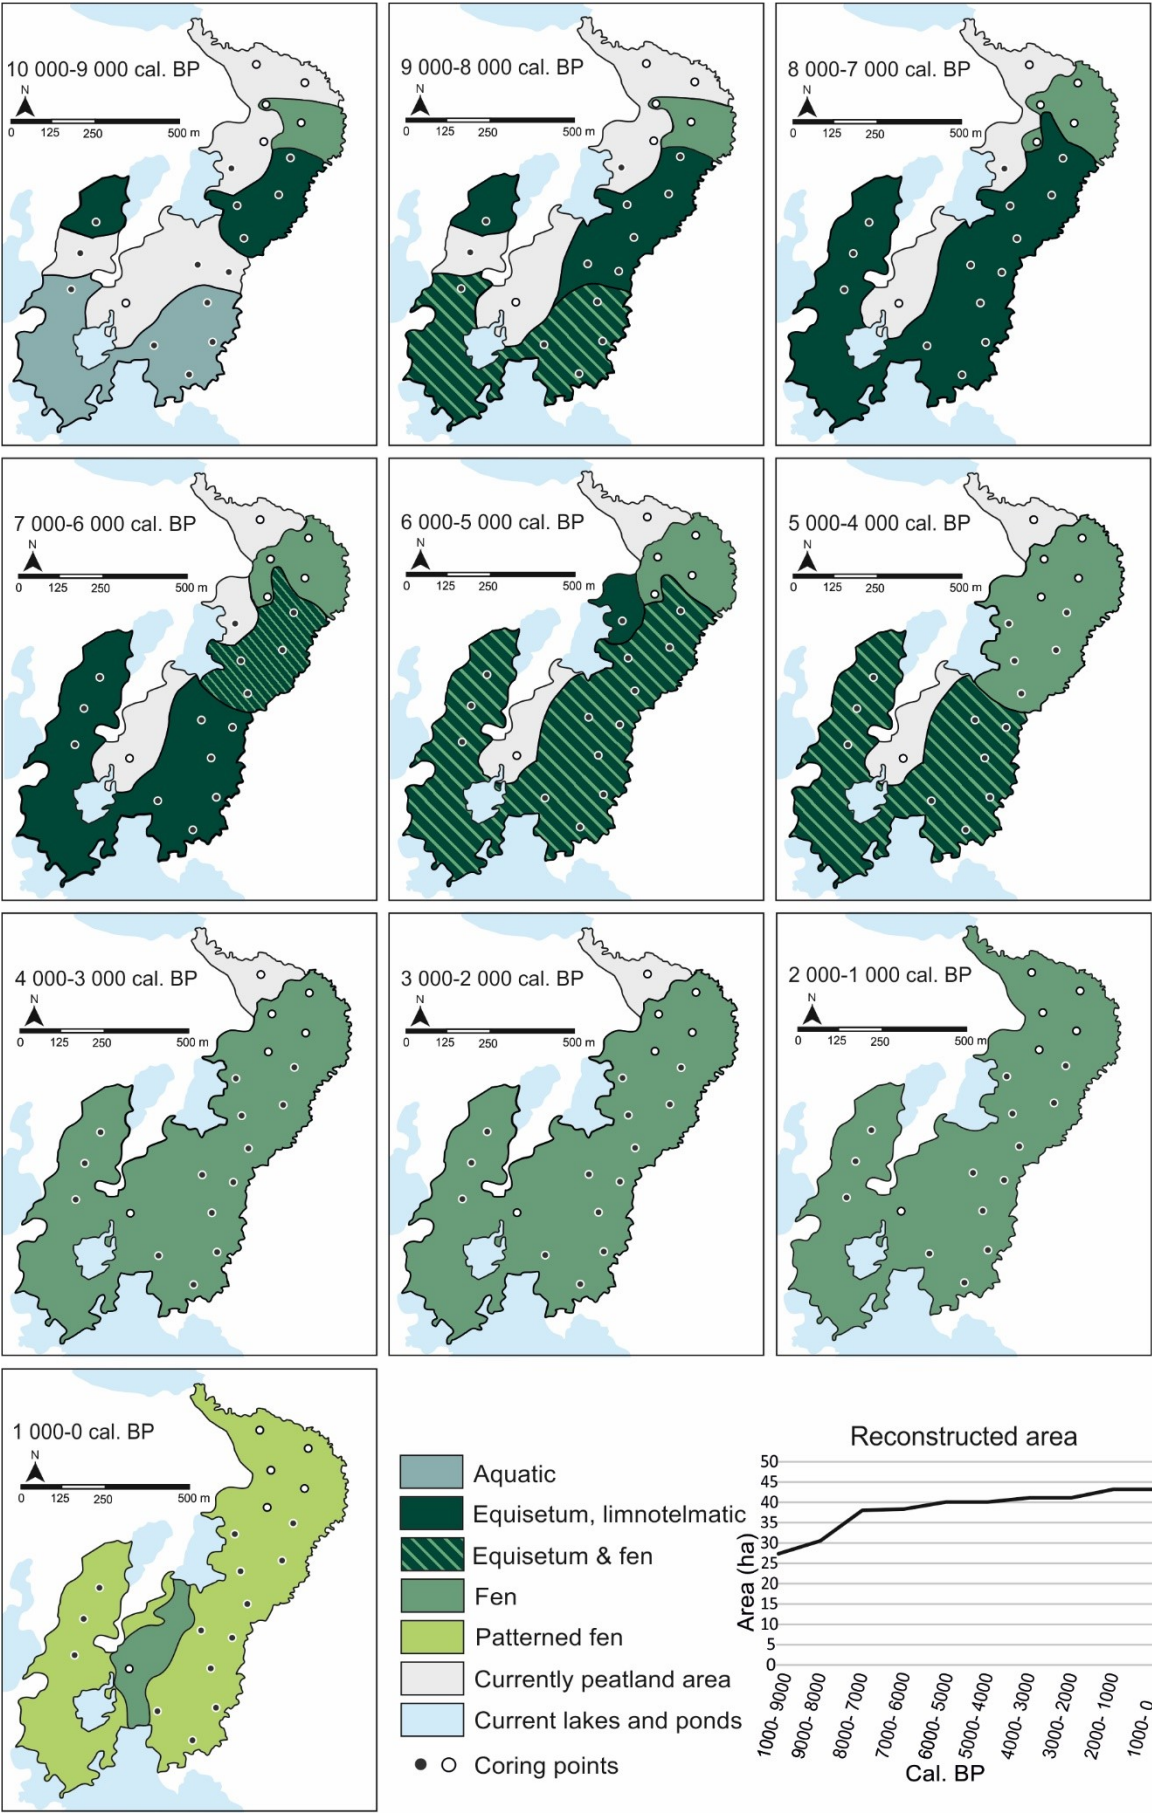 10 000-9 000 cal. BP
N
0 125 250 500 m
9 000-8 000 cal. BP
N
0 125 250 500 m
8 000-7 000 cal. BP
N
0 125 250 500 m
7 000-6 000 cal. BP
N
0 125 250 500 m
6 000-5 000 cal. BP
N
0 125 250 500 m
5 000-4 000 cal. BP
N
0 125 250 500 m
4 000-3 000 cal. BP
N
0 125 250 500 m
3 000-2 000 cal. BP
N
0 125 250 500 m
2 000-1 000 cal. BP
N
0 125 250 500 m
1 000-0 cal. BP
N
0 125 250 500 m
Aquatic
Equisetum, limnotelmatic
Equisetum & fen
Fen
Patterned fen
Currently peatland area
Current lakes and ponds
Coring points
Reconstructed area
Area (ha)
50
45
40
35
30
25
20
15
10
5
0
1000- 9000
9000- 8000
8000- 7000
7000- 6000
6000- 5000
5000- 4000
4000- 3000
3000- 2000
2000- 1000
1000- 0
Cal. BP